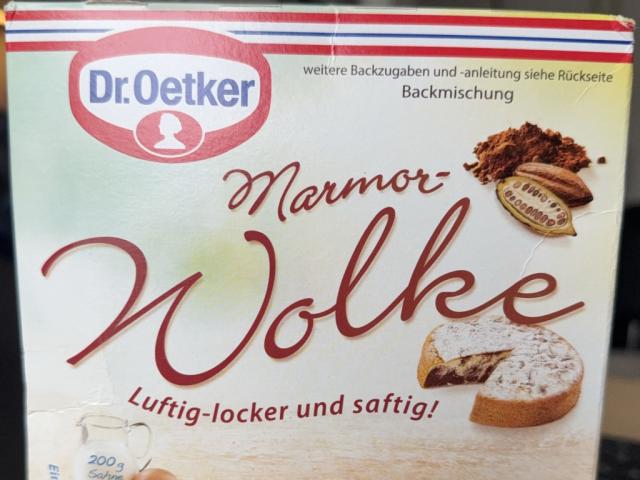 Dr.Oetker
weitere Backzugaben und -anleitung siehe Rückseite
Backmischung
Marmor-
Wolke
Luftig-locker und saftig!
200g
Sahne